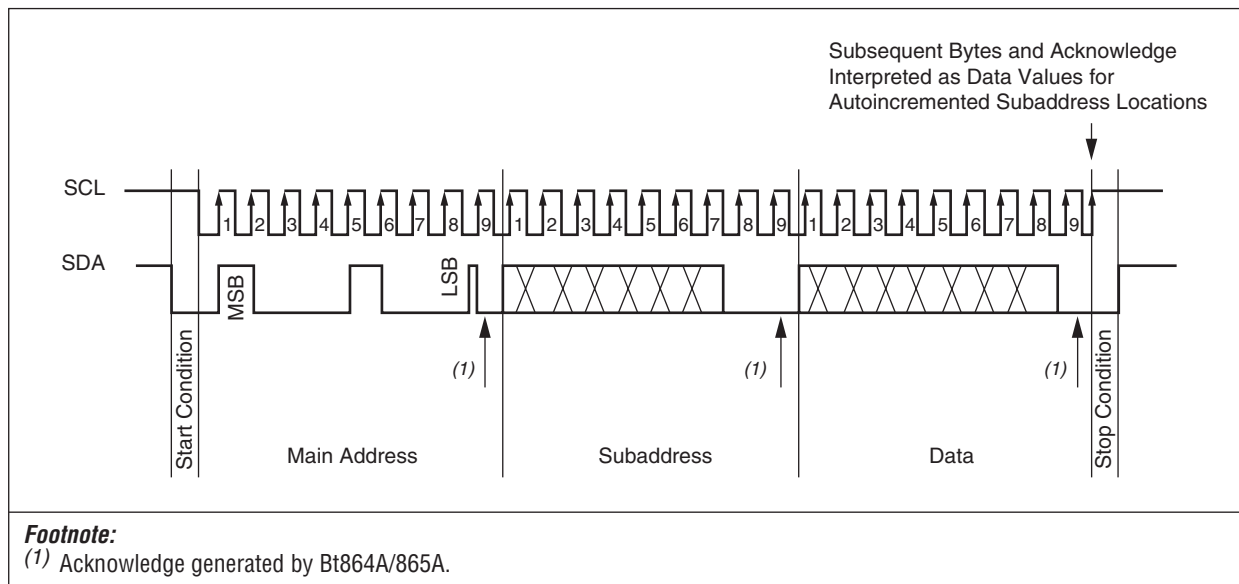 Subsequent Bytes and Acknowledge
Interpreted as Data Values for
Autoincremented Subaddress Locations
SCL
1 2 3 4 5 6 7 8 9 1 2 3 4 5 6 7 8 9 1 2 3 4 5 6 7 8 9
SDA
MSB
LSB
(1) (1) (1)
Start Condition
Main Address
Subaddress
Data
Stop Condition
Footnote:
(1) Acknowledge generated by Bt864A/865A.